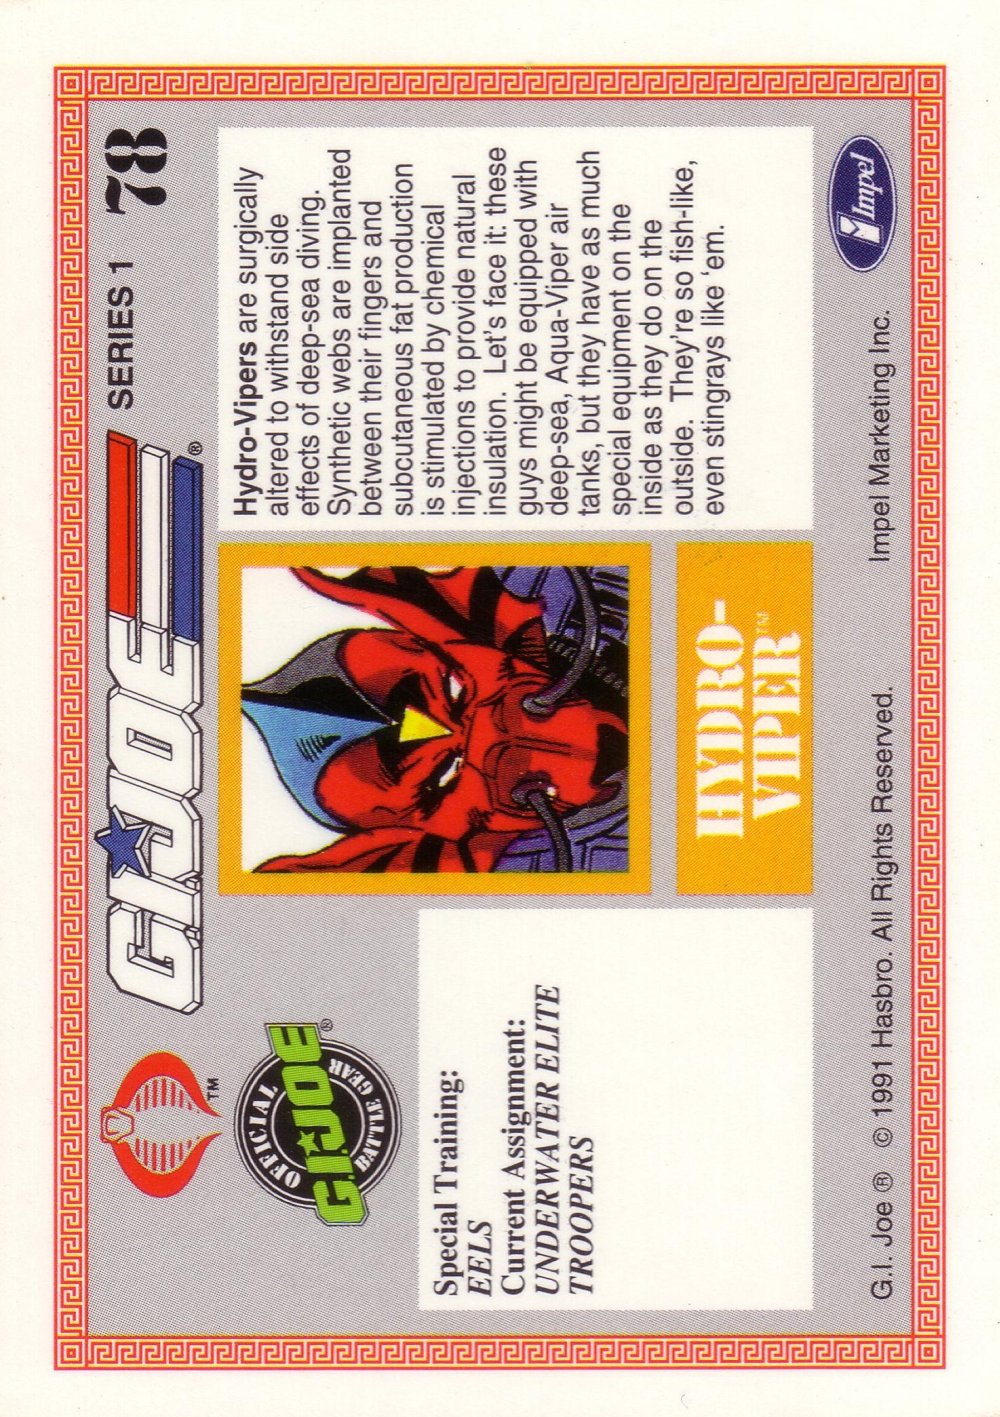 G.I. JOE ®
SERIES 1 78
TM
OFFICIAL
G.I. JOE ®
BATTLE GEAR
Special Training:
EELS
Current Assignment:
UNDERWATER ELITE
TROOPERS
HYDRO-
VIPER™
Hydro-Vipers are surgically
altered to withstand side
effects of deep-sea diving.
Synthetic webs are implanted
between their fingers and
subcutaneous fat production
is stimulated by chemical
injections to provide natural
insulation. Let's face it: these
guys might be equipped with
deep-sea, Aqua-Viper air
tanks, but they have as much
special equipment on the
inside as they do on the
outside. They're so fish-like,
even stingrays like 'em.
G.I. Joe ® © 1991 Hasbro. All Rights Reserved. Impel Marketing Inc.
Impel